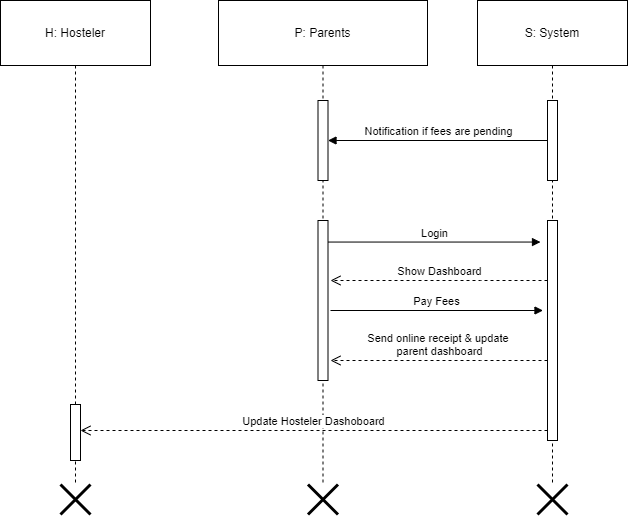 H: Hosteler
P: Parents
S: System
Notification if fees are pending
Login
Show Dashboard
Pay Fees
Send online receipt & update
parent dashboard
Update Hosteler Dashoboard